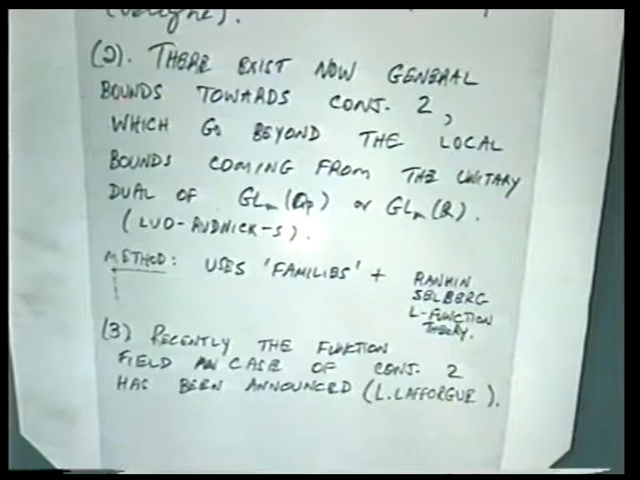 (Deligne).
(2). THERE EXIST NOW GENERAL
BOUNDS TOWARDS CONJ. 2,
WHICH GO BEYOND THE LOCAL
BOUNDS COMING FROM THE UNITARY
DUAL OF GLn(Qp) or GLn(R).
(LUO-RUDNICK-S).
METHOD: USES 'FAMILIES' + RANKIN
SELBERG
L-FUNCTION
THEORY.
(3) RECENTLY THE FUNCTION
FIELD CASE OF CONJ. 2
HAS BEEN ANNOUNCED (L. LAFFORGUE).